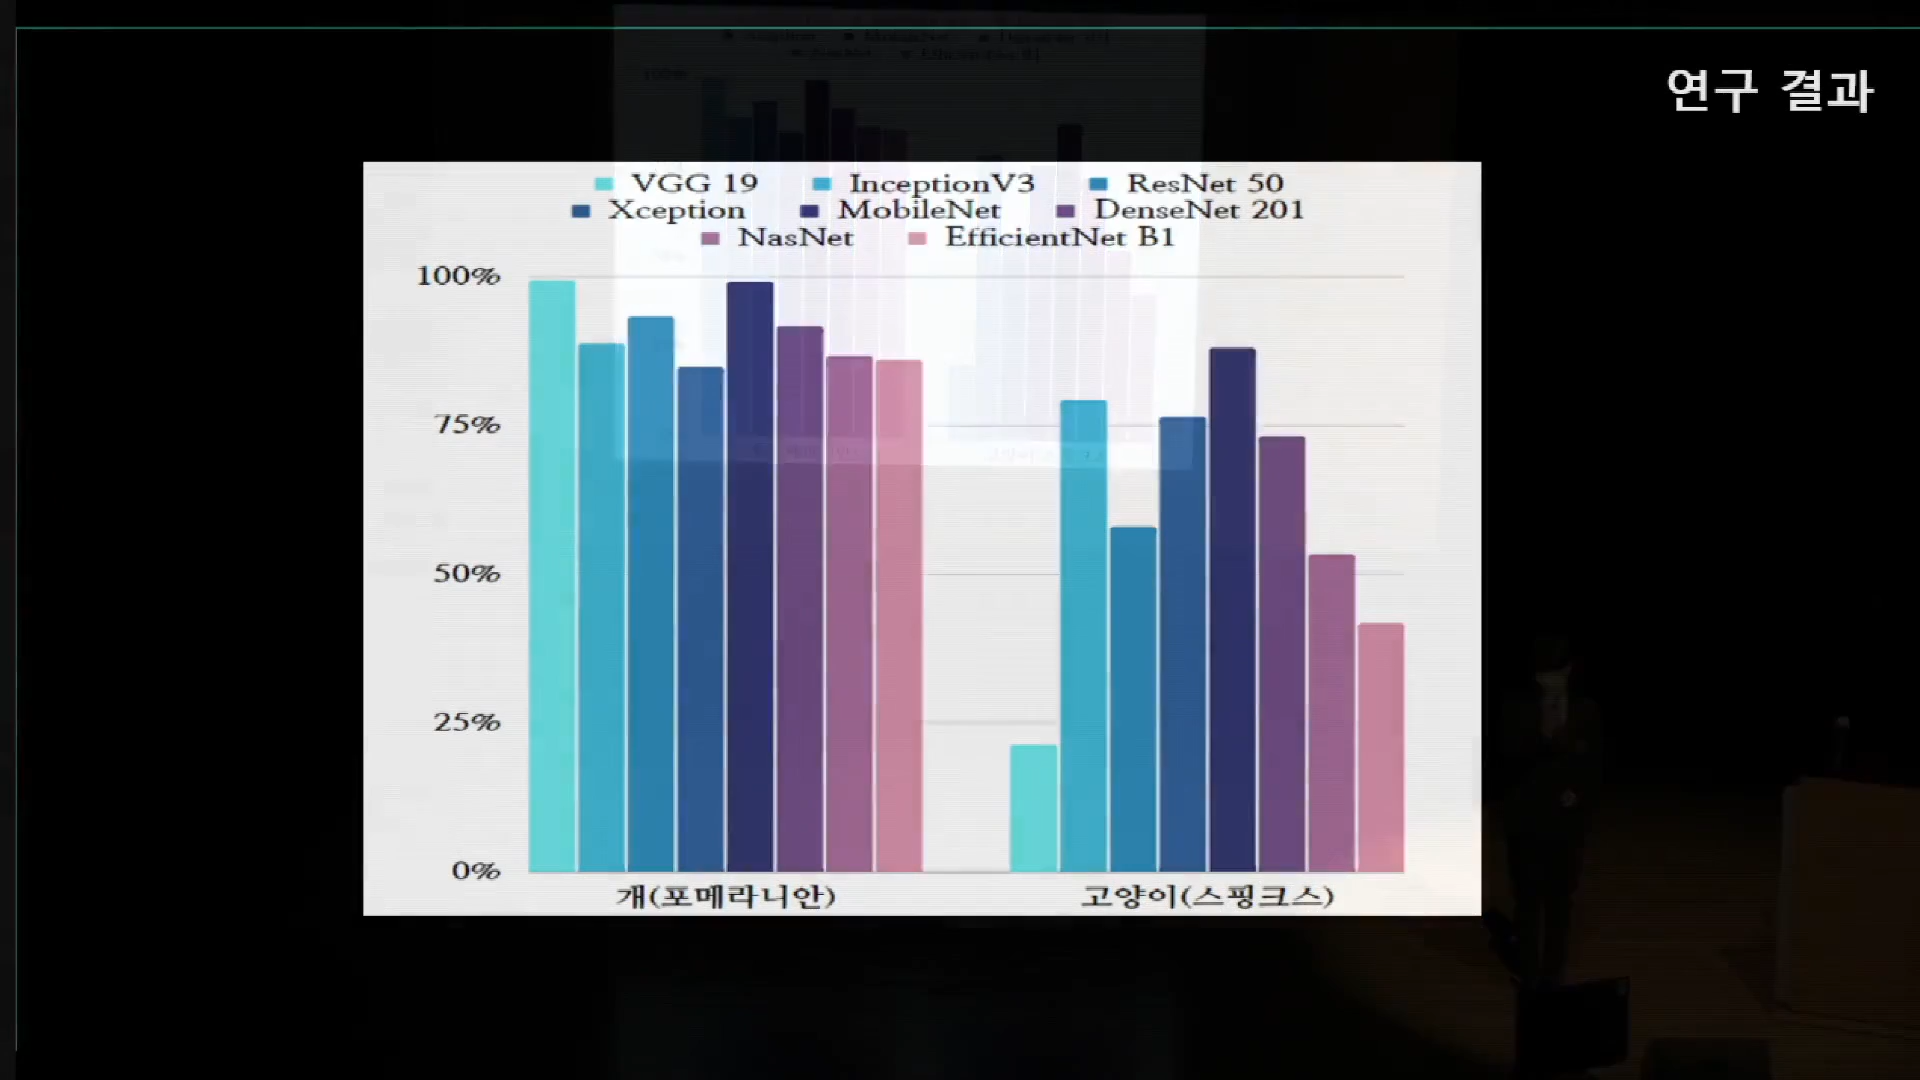 연구 결과
VGG 19 InceptionV3 ResNet 50
Xception MobileNet DenseNet 201
NasNet EfficientNet B1
100%
75%
50%
25%
0%
개(포메라니안) 고양이(스핑크스)